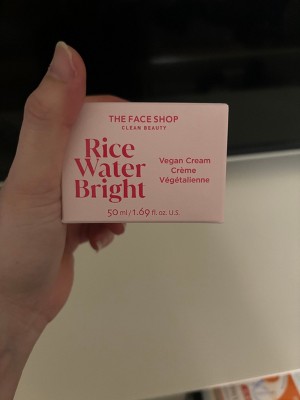 THE FACE SHOP
CLEAN BEAUTY
Rice
Water
Bright
Vegan Cream
Crème
Végétalienne
50 ml/1.69 fl. oz. U.S.